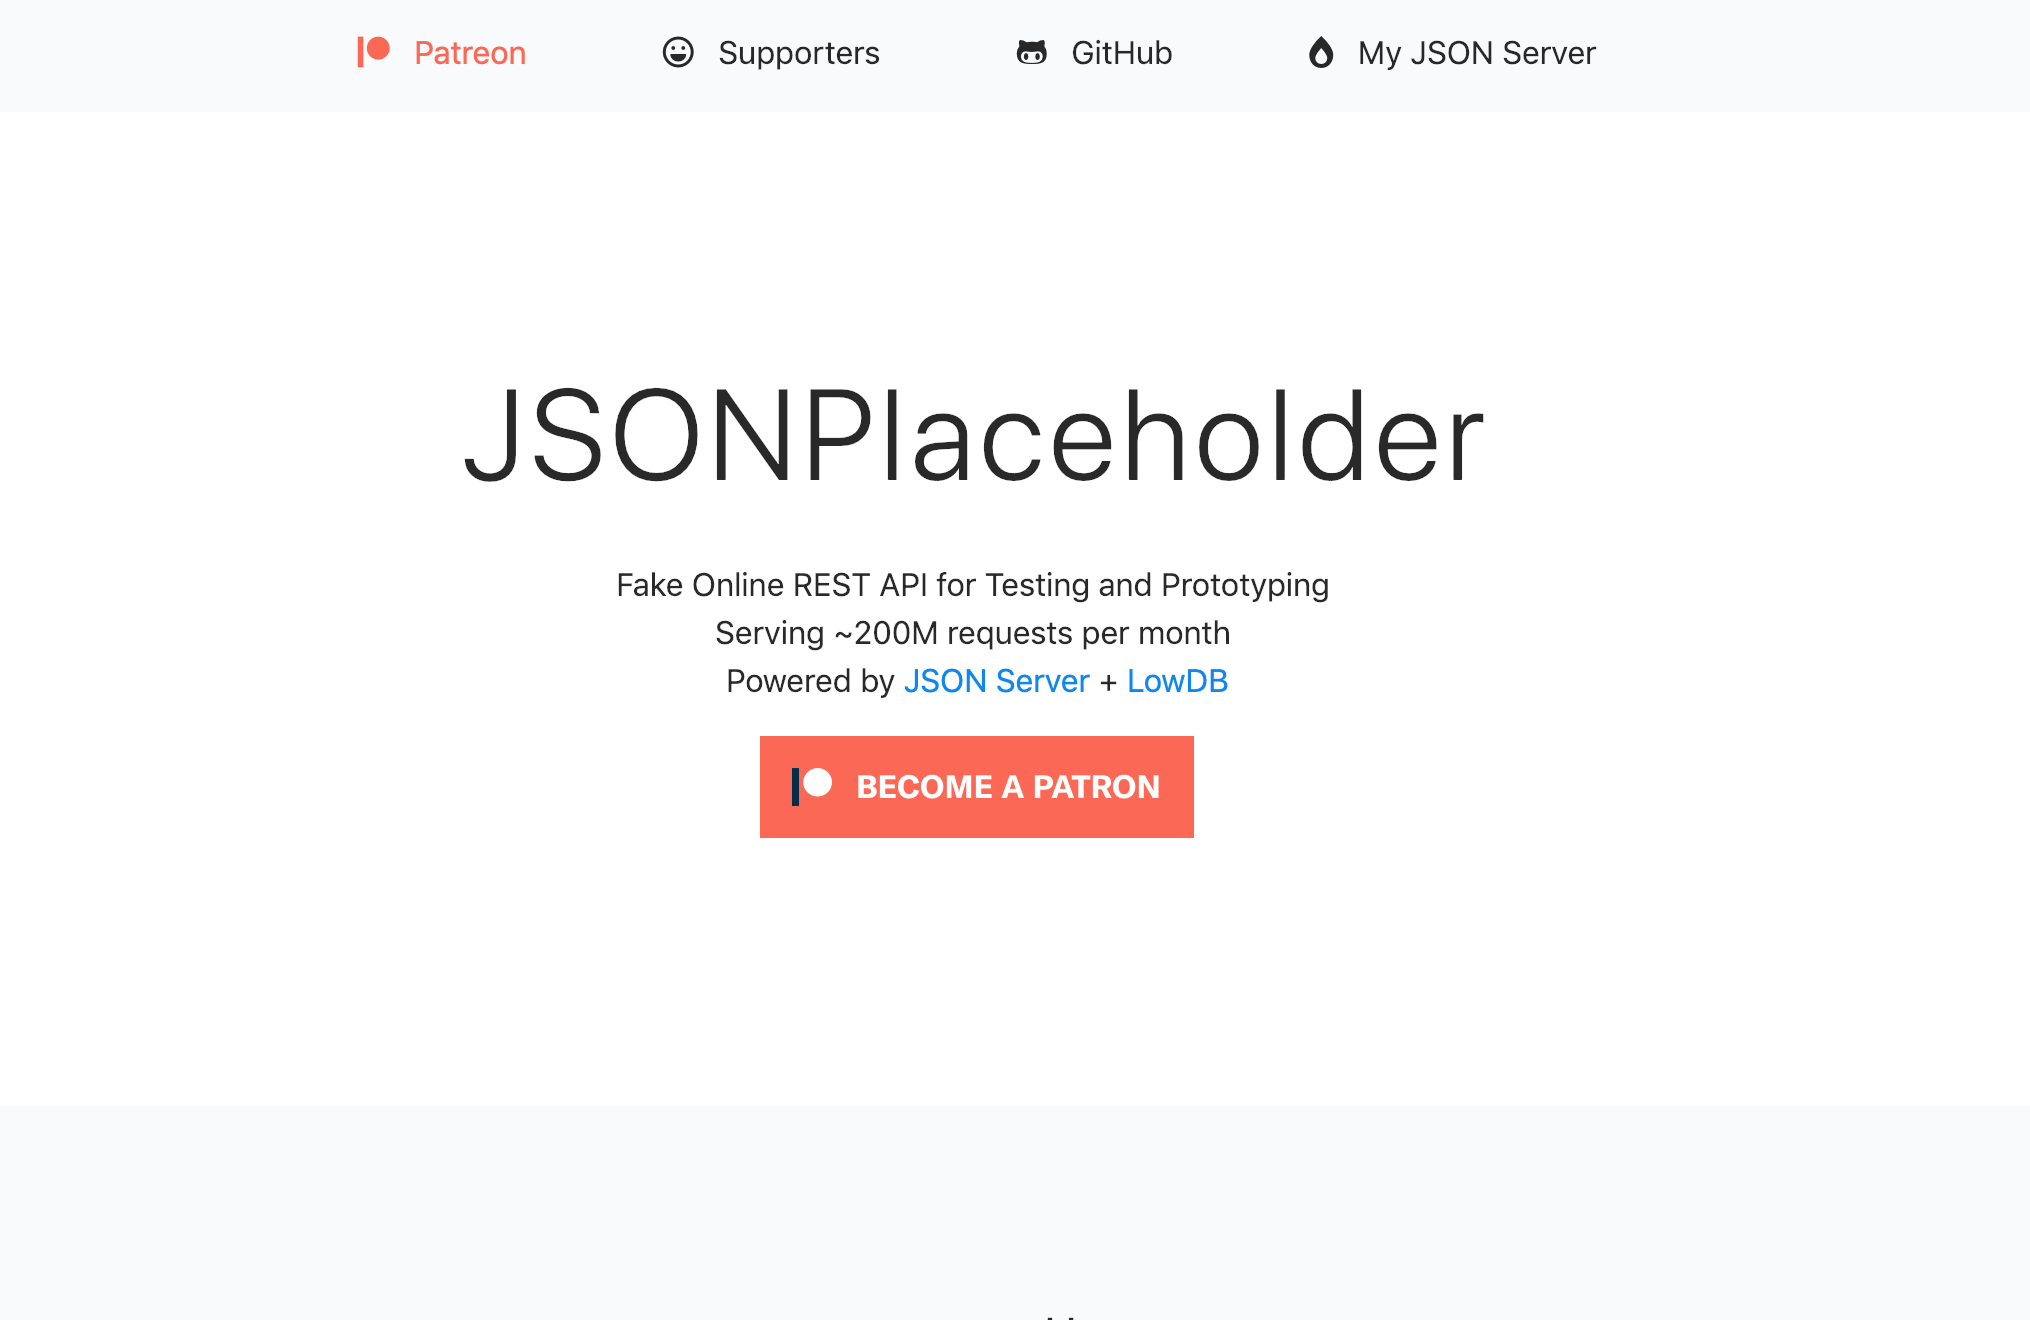 Patreon
Supporters
GitHub
My JSON Server
JSONPlaceholder
Fake Online REST API for Testing and Prototyping
Serving ~200M requests per month
Powered by JSON Server + LowDB
BECOME A PATRON